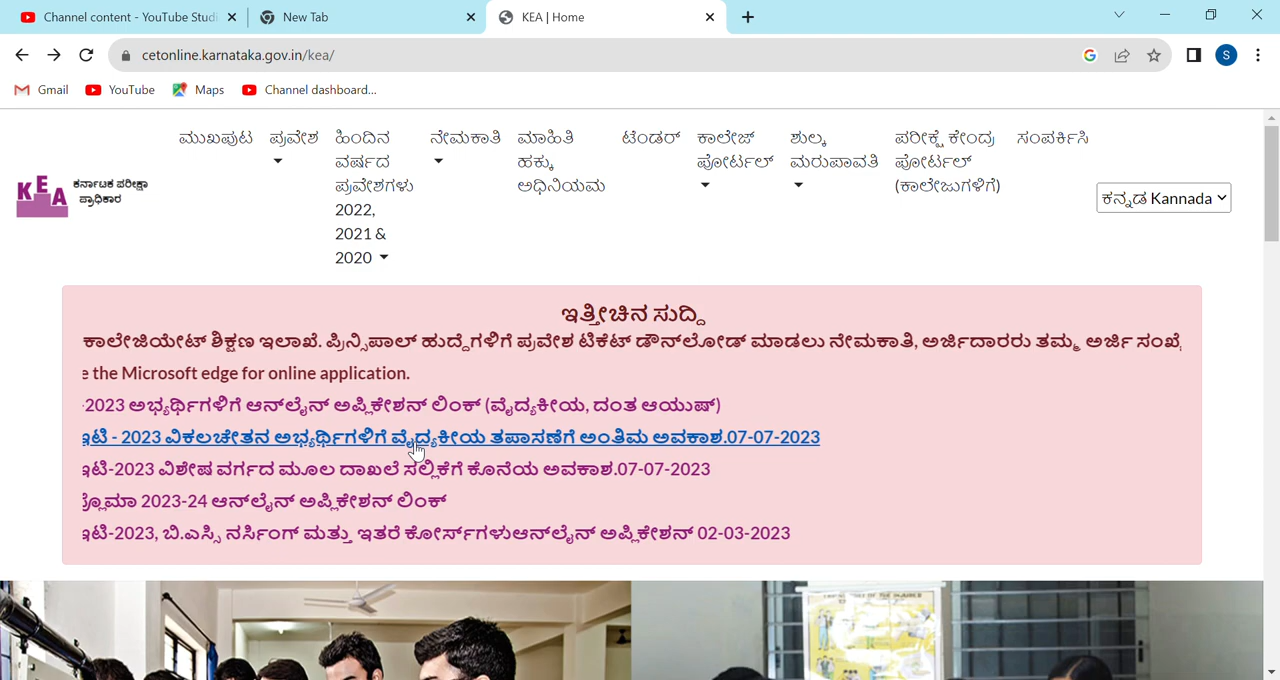 Channel content - YouTube Studi
New Tab
KEA | Home
cetonline.karnataka.gov.in/kea/
S
Gmail
YouTube
Maps
Channel dashboard...
ಮುಖಪುಟ
ಪ್ರವೇಶ
ಹಿಂದಿನ
ವರ್ಷದ
ಪ್ರವೇಶಗಳು
2022,
2021 &
2020
ನೇಮಕಾತಿ
ಮಾಹಿತಿ
ಹಕ್ಕು
ಅಧಿನಿಯಮ
ಟೆಂಡರ್
ಕಾಲೇಜ್
ಪೋರ್ಟಲ್
ಶುಲ್ಕ
ಮರುಪಾವತಿ
ಪರೀಕ್ಷೆ ಕೇಂದ್ರ
ಪೋರ್ಟಲ್
(ಕಾಲೇಜುಗಳಿಗೆ)
ಸಂಪರ್ಕಿಸಿ
KEA
ಕರ್ನಾಟಕ ಪರೀಕ್ಷಾ
ಪ್ರಾಧಿಕಾರ
ಕನ್ನಡ Kannada
ಇತ್ತೀಚಿನ ಸುದ್ದಿ
ಕಾಲೇಜಿಯೇಟ್ ಶಿಕ್ಷಣ ಇಲಾಖೆ. ಪ್ರಿನ್ಸಿಪಾಲ್ ಹುದ್ದೆಗಳಿಗೆ ಪ್ರವೇಶ ಟಿಕೆಟ್ ಡೌನ್‌ಲೋಡ್ ಮಾಡಲು ನೇಮಕಾತಿ, ಅರ್ಜಿದಾರರು ತಮ್ಮ ಅರ್ಜಿ ಸಂಖ್ಯೆ
e the Microsoft edge for online application.
-2023 ಅಭ್ಯರ್ಥಿಗಳಿಗೆ ಆನ್‌ಲೈನ್ ಅಪ್ಲಿಕೇಶನ್ ಲಿಂಕ್ (ವೈದ್ಯಕೀಯ, ದಂತ ಆಯುಷ್)
ಇಟಿ - 2023 ವಿಕಲಚೇತನ ಅಭ್ಯರ್ಥಿಗಳಿಗೆ ವೈದ್ಯಕೀಯ ತಪಾಸಣೆಗೆ ಅಂತಿಮ ಅವಕಾಶ.07-07-2023
ಇಟಿ-2023 ವಿಶೇಷ ವರ್ಗದ ಮೂಲ ದಾಖಲೆ ಸಲ್ಲಿಕೆಗೆ ಕೊನೆಯ ಅವಕಾಶ.07-07-2023
ಪ್ಲೊಮಾ 2023-24 ಆನ್‌ಲೈನ್ ಅಪ್ಲಿಕೇಶನ್ ಲಿಂಕ್
ಇಟಿ-2023, ಬಿ.ಎಸ್ಸಿ ನರ್ಸಿಂಗ್ ಮತ್ತು ಇತರೆ ಕೋರ್ಸ್‌ಗಳುಆನ್‌ಲೈನ್ ಅಪ್ಲಿಕೇಶನ್ 02-03-2023